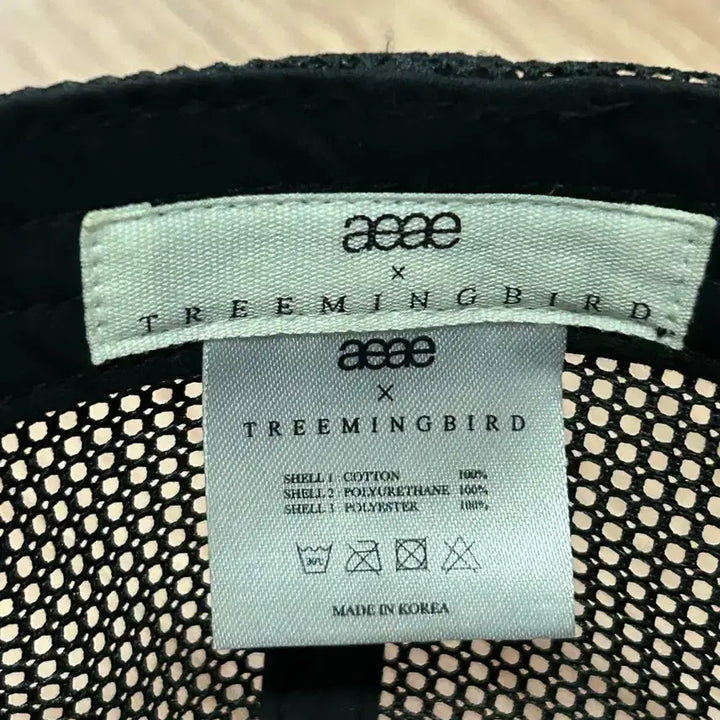 aeae
×
TREEMINGBIRD
aeae
×
TREEMINGBIRD
SHELL 1 COTTON 100%
SHELL 2 POLYURETHANE 100%
SHELL 3 POLYESTER 100%
30℃
MADE IN KOREA